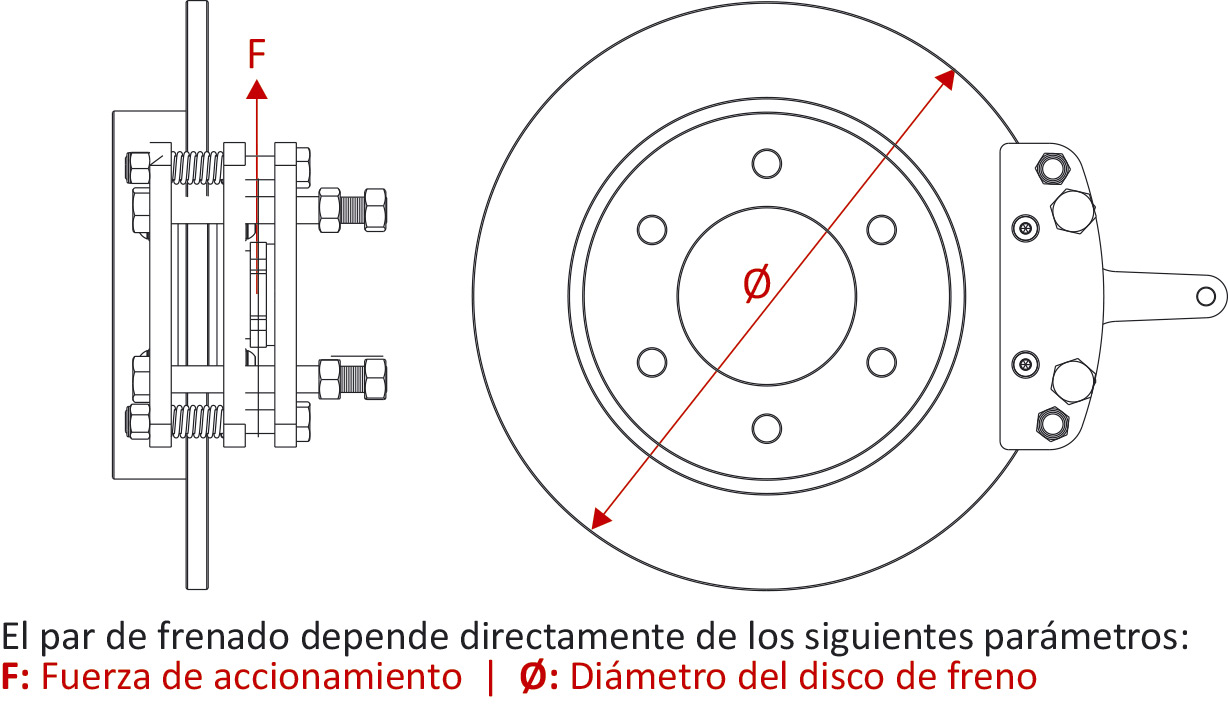 F
Ø
El par de frenado depende directamente de los siguientes parámetros:
F: Fuerza de accionamiento | Ø: Diámetro del disco de freno